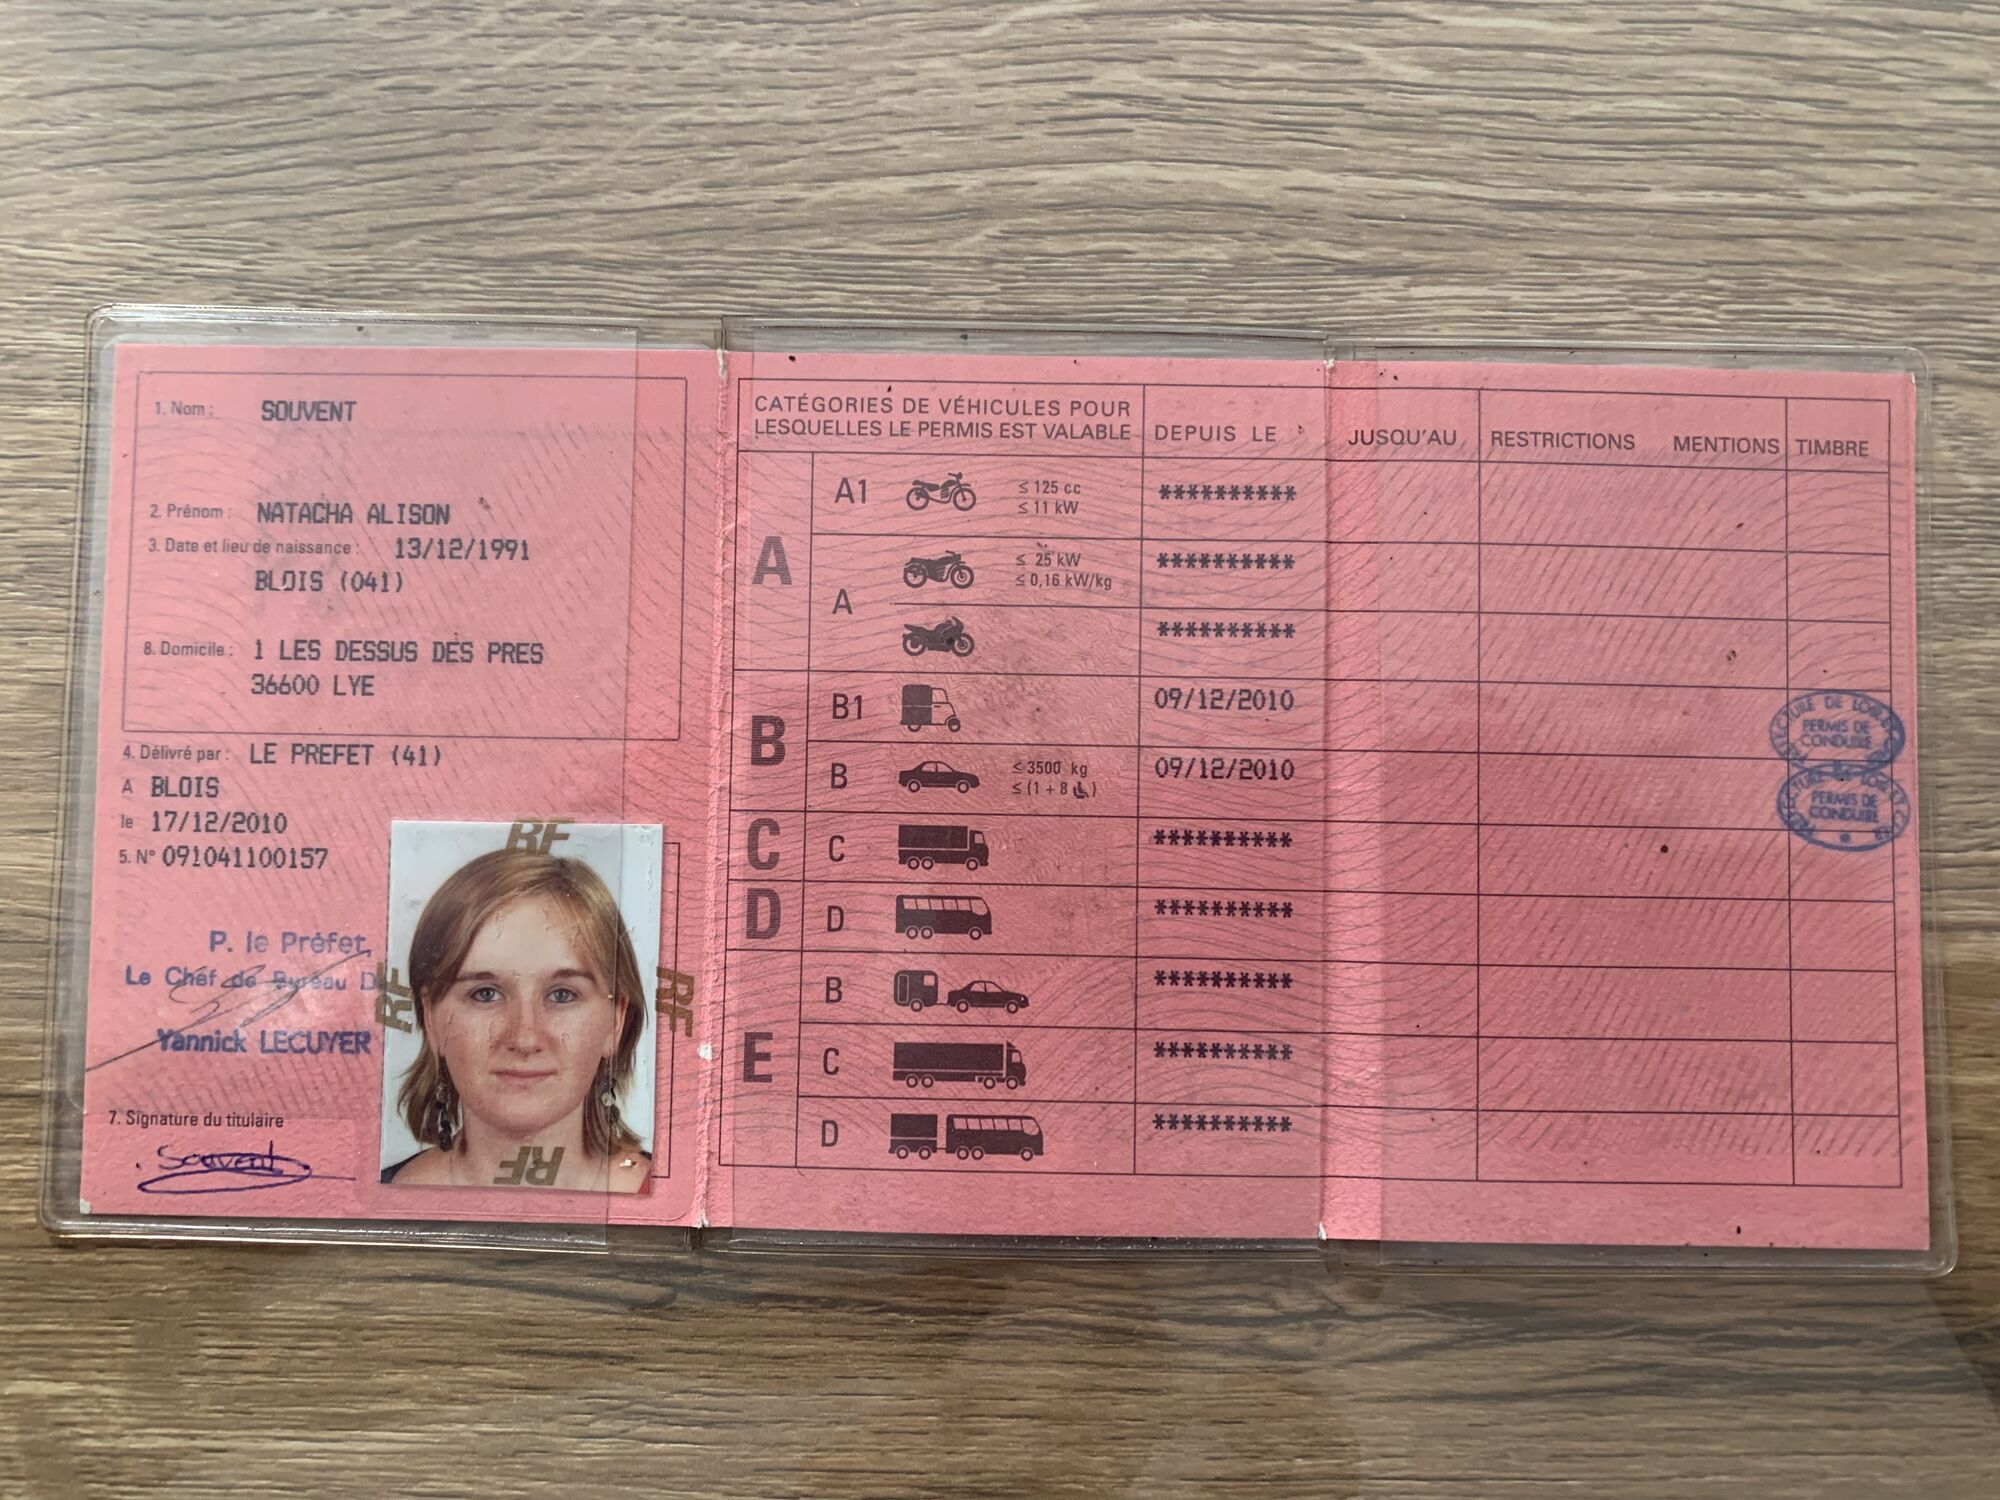 1. Nom : SOUVENT
2. Prénom : NATACHA ALISON
3. Date et lieu de naissance : 13/12/1991
BLOIS (041)
8. Domicile : 1 LES DESSUS DES PRES
36600 LYE
4. Délivré par : LE PREFET (41)
A BLOIS
le 17/12/2010
5. N° 091041100157
P. le Préfet,
Le Chef de Bureau D
Yannick LECUYER
7. Signature du titulaire
Souvent
RF
RF
RF
RF
CATÉGORIES DE VÉHICULES POUR
LESQUELLES LE PERMIS EST VALABLE
DEPUIS LE
JUSQU'AU
RESTRICTIONS
MENTIONS
TIMBRE
A
A1 ≤ 125 cc
≤ 11 kW
**********
A
≤ 25 kW
≤ 0,16 kW/kg
**********
**********
B
B1 09/12/2010
B ≤ 3500 kg
≤ (1 + 8 )
09/12/2010
C
C **********
D
D **********
E
B **********
C **********
D **********
PERMIS DE
CONDUIRE
PERMIS DE
CONDUIRE